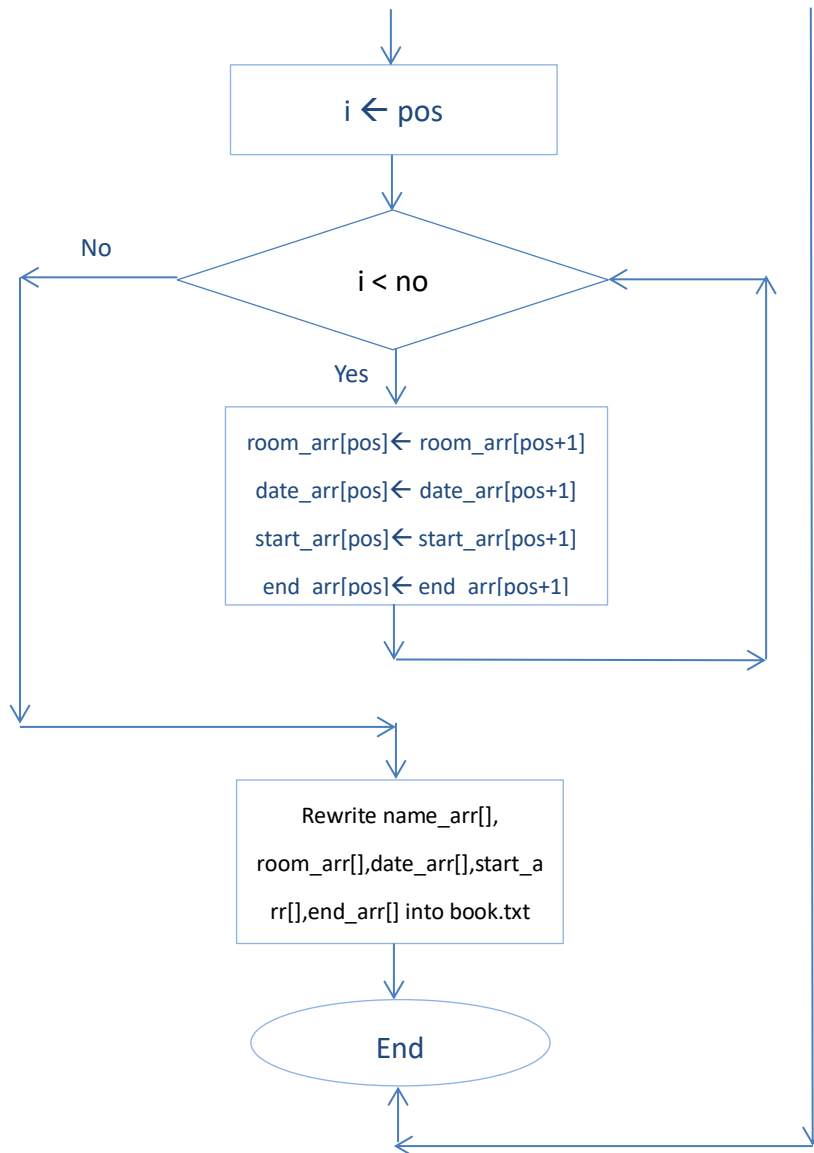 i ← pos
No
i < no
Yes
room_arr[pos]← room_arr[pos+1]
date_arr[pos]← date_arr[pos+1]
start_arr[pos]← start_arr[pos+1]
end_arr[pos]← end_arr[pos+1]
Rewrite name_arr[],
room_arr[],date_arr[],start_a
rr[],end_arr[] into book.txt
End